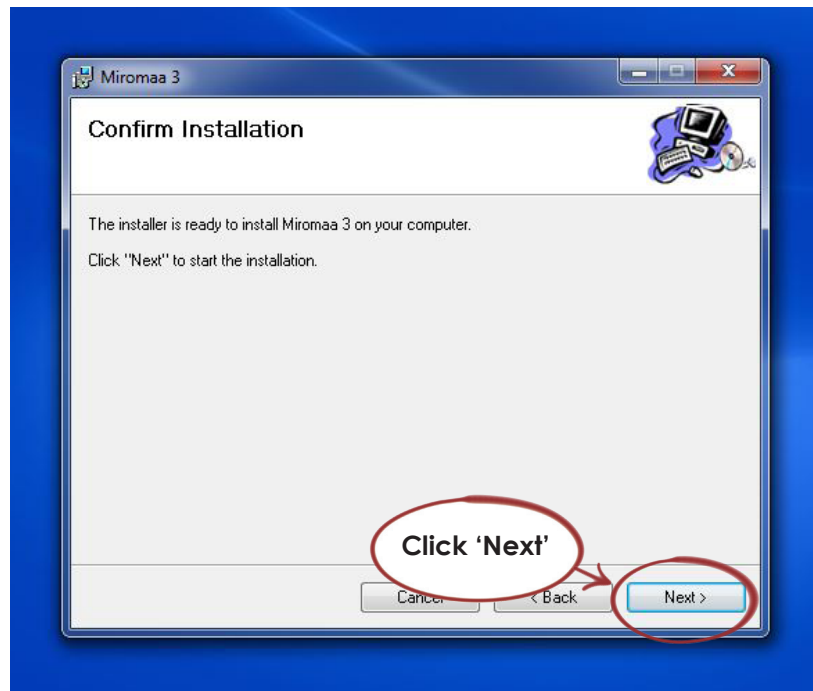 Miromaa 3
Confirm Installation
The installer is ready to install Miromaa 3 on your computer.
Click "Next" to start the installation.
Click ‘Next’
Cancel < Back Next >